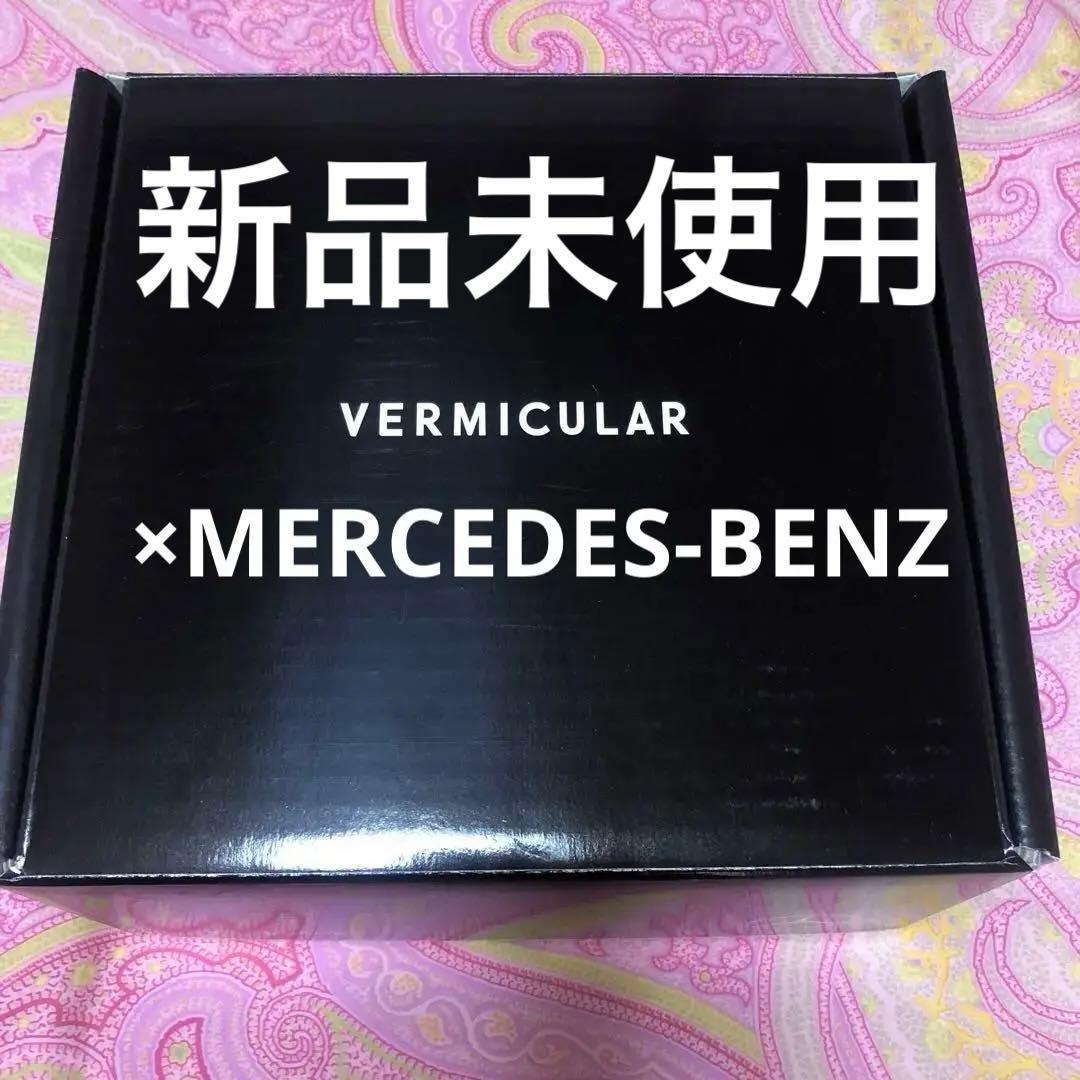 新品未使用
VERMICULAR
×MERCEDES-BENZ